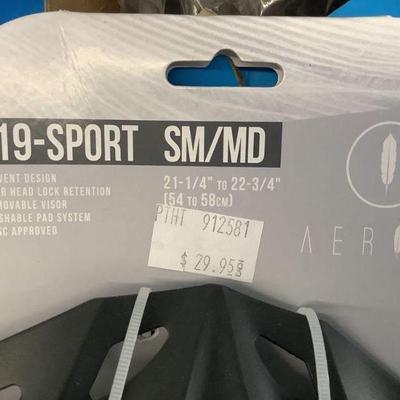 19-SPORT SM/MD
VENT DESIGN
HEAD LOCK RETENTION
MOVABLE VISOR
SHABLE PAD SYSTEM
SC APPROVED
21-1/4" TO 22-3/4"
(54 TO 58CM)
PTHT 912581
$ 29.95
AER